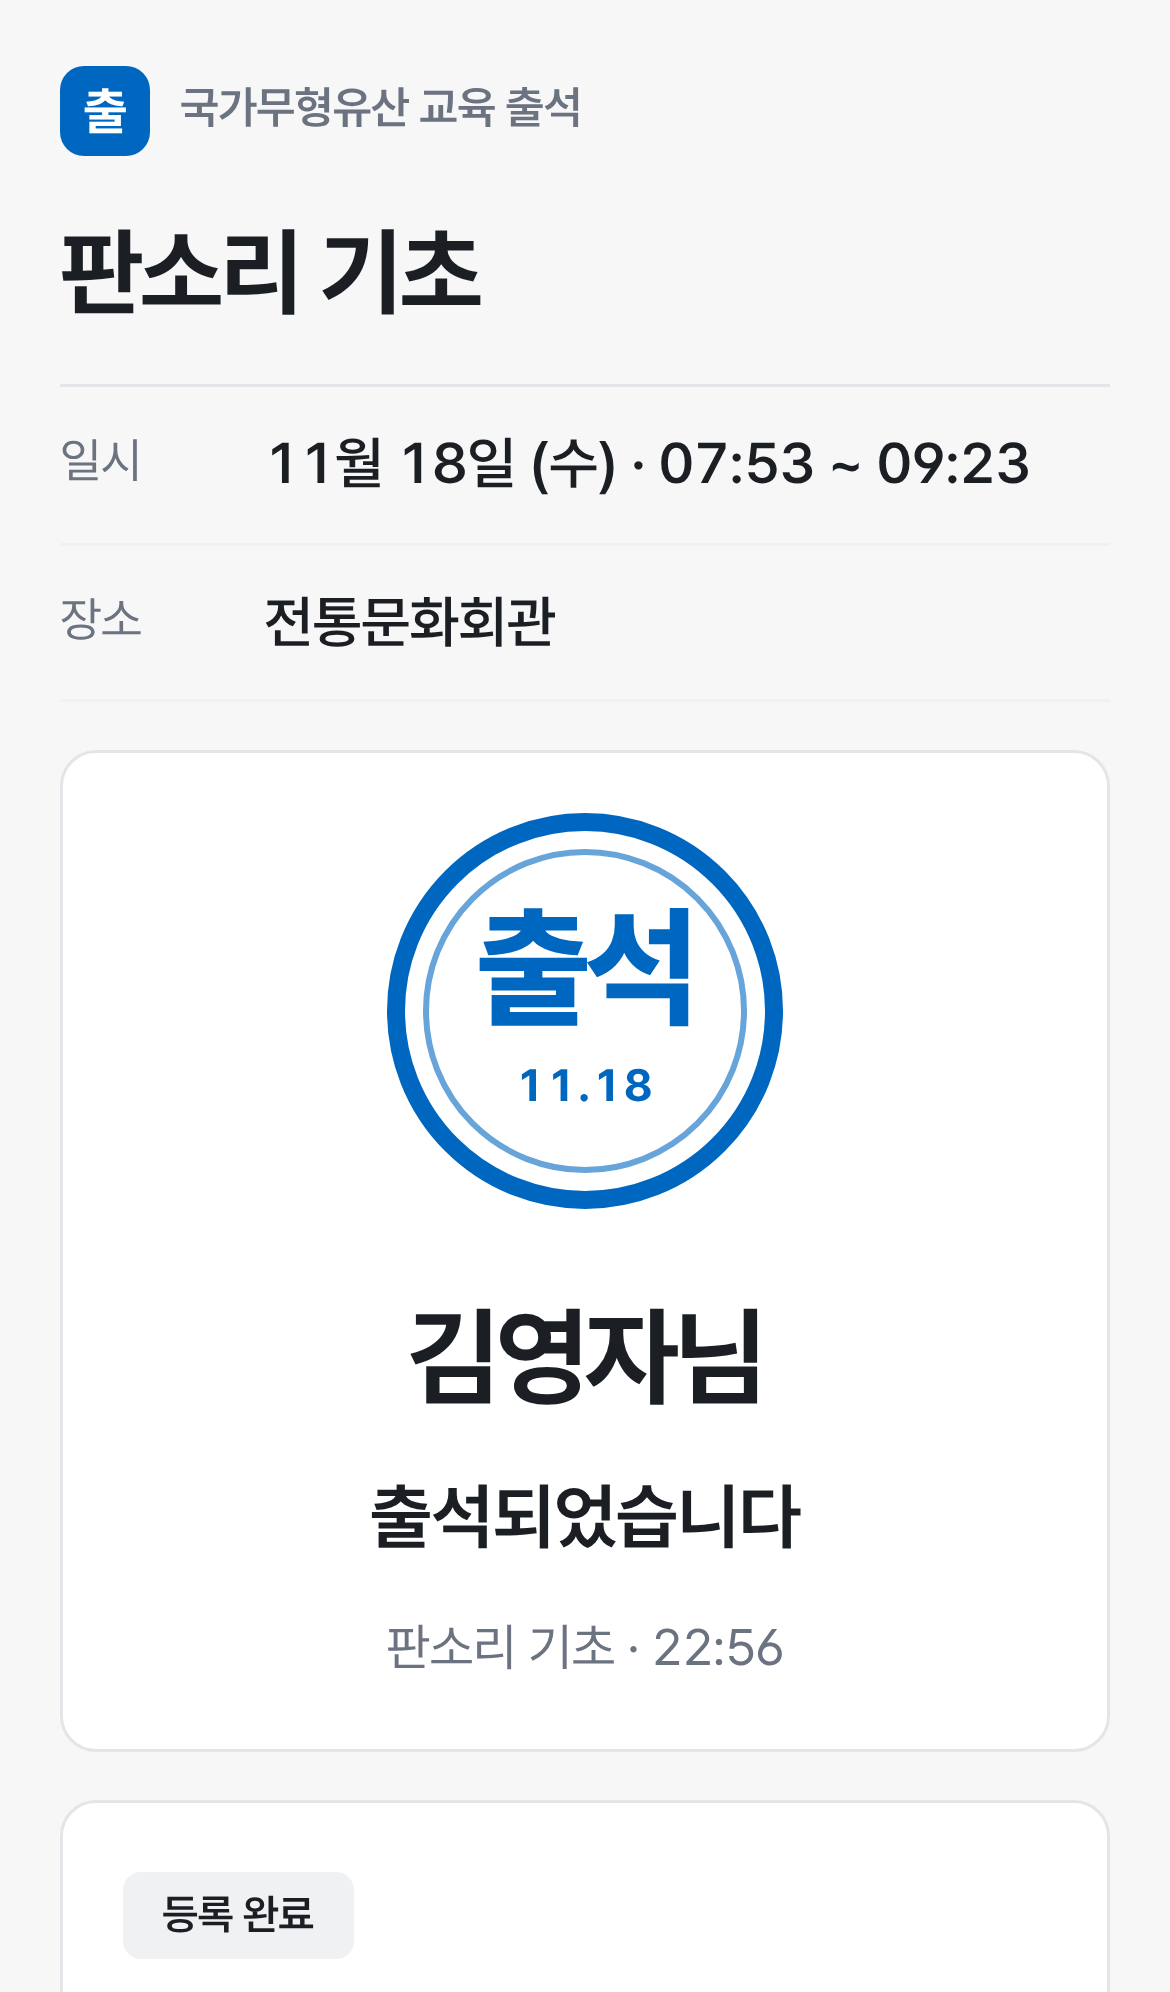 출
국가무형유산 교육 출석
판소리 기초
일시 11월 18일 (수) · 07:53 ~ 09:23
장소 전통문화회관
출석
11.18
김영자님
출석되었습니다
판소리 기초 · 22:56
등록 완료